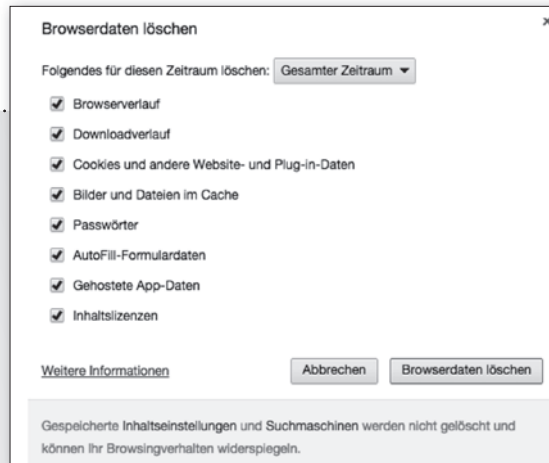 Browserdaten löschen
Folgendes für diesen Zeitraum löschen: Gesamter Zeitraum
Browserverlauf
Downloadverlauf
Cookies und andere Website- und Plug-in-Daten
Bilder und Dateien im Cache
Passwörter
AutoFill-Formulardaten
Gehostete App-Daten
Inhaltslizenzen
Weitere Informationen Abbrechen Browserdaten löschen
Gespeicherte Inhaltseinstellungen und Suchmaschinen werden nicht gelöscht und
können Ihr Browsingverhalten widerspiegeln.